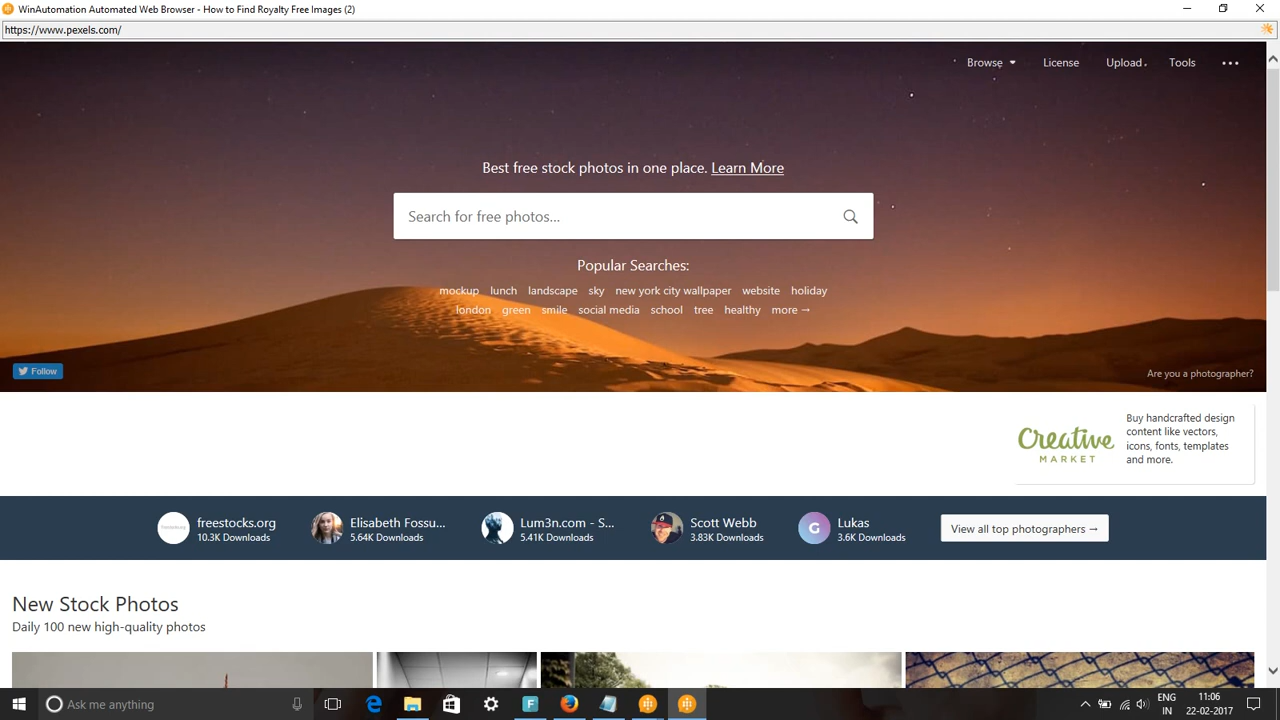 WinAutomation Automated Web Browser - How to Find Royalty Free Images (2)
https://www.pexels.com/
Browse License Upload Tools
Best free stock photos in one place. Learn More
Search for free photos...
Popular Searches:
mockup lunch landscape sky new york city wallpaper website holiday
london green smile social media school tree healthy more →
Follow
Are you a photographer?
Creative
MARKET
Buy handcrafted design
content like vectors,
icons, fonts, templates
and more.
freestocks.org
10.3K Downloads
Elisabeth Fossu...
5.64K Downloads
Lum3n.com - S...
5.41K Downloads
Scott Webb
3.83K Downloads
G
Lukas
3.6K Downloads
View all top photographers →
New Stock Photos
Daily 100 new high-quality photos
Ask me anything
ENG
IN
11:06
22-02-2017